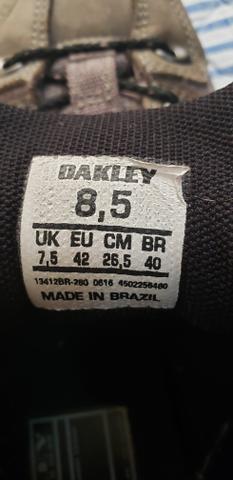 OAKLEY
8,5
UK EU CM BR
7,5 42 26,5 40
13412BR-280 0616 4502256460
MADE IN BRAZIL